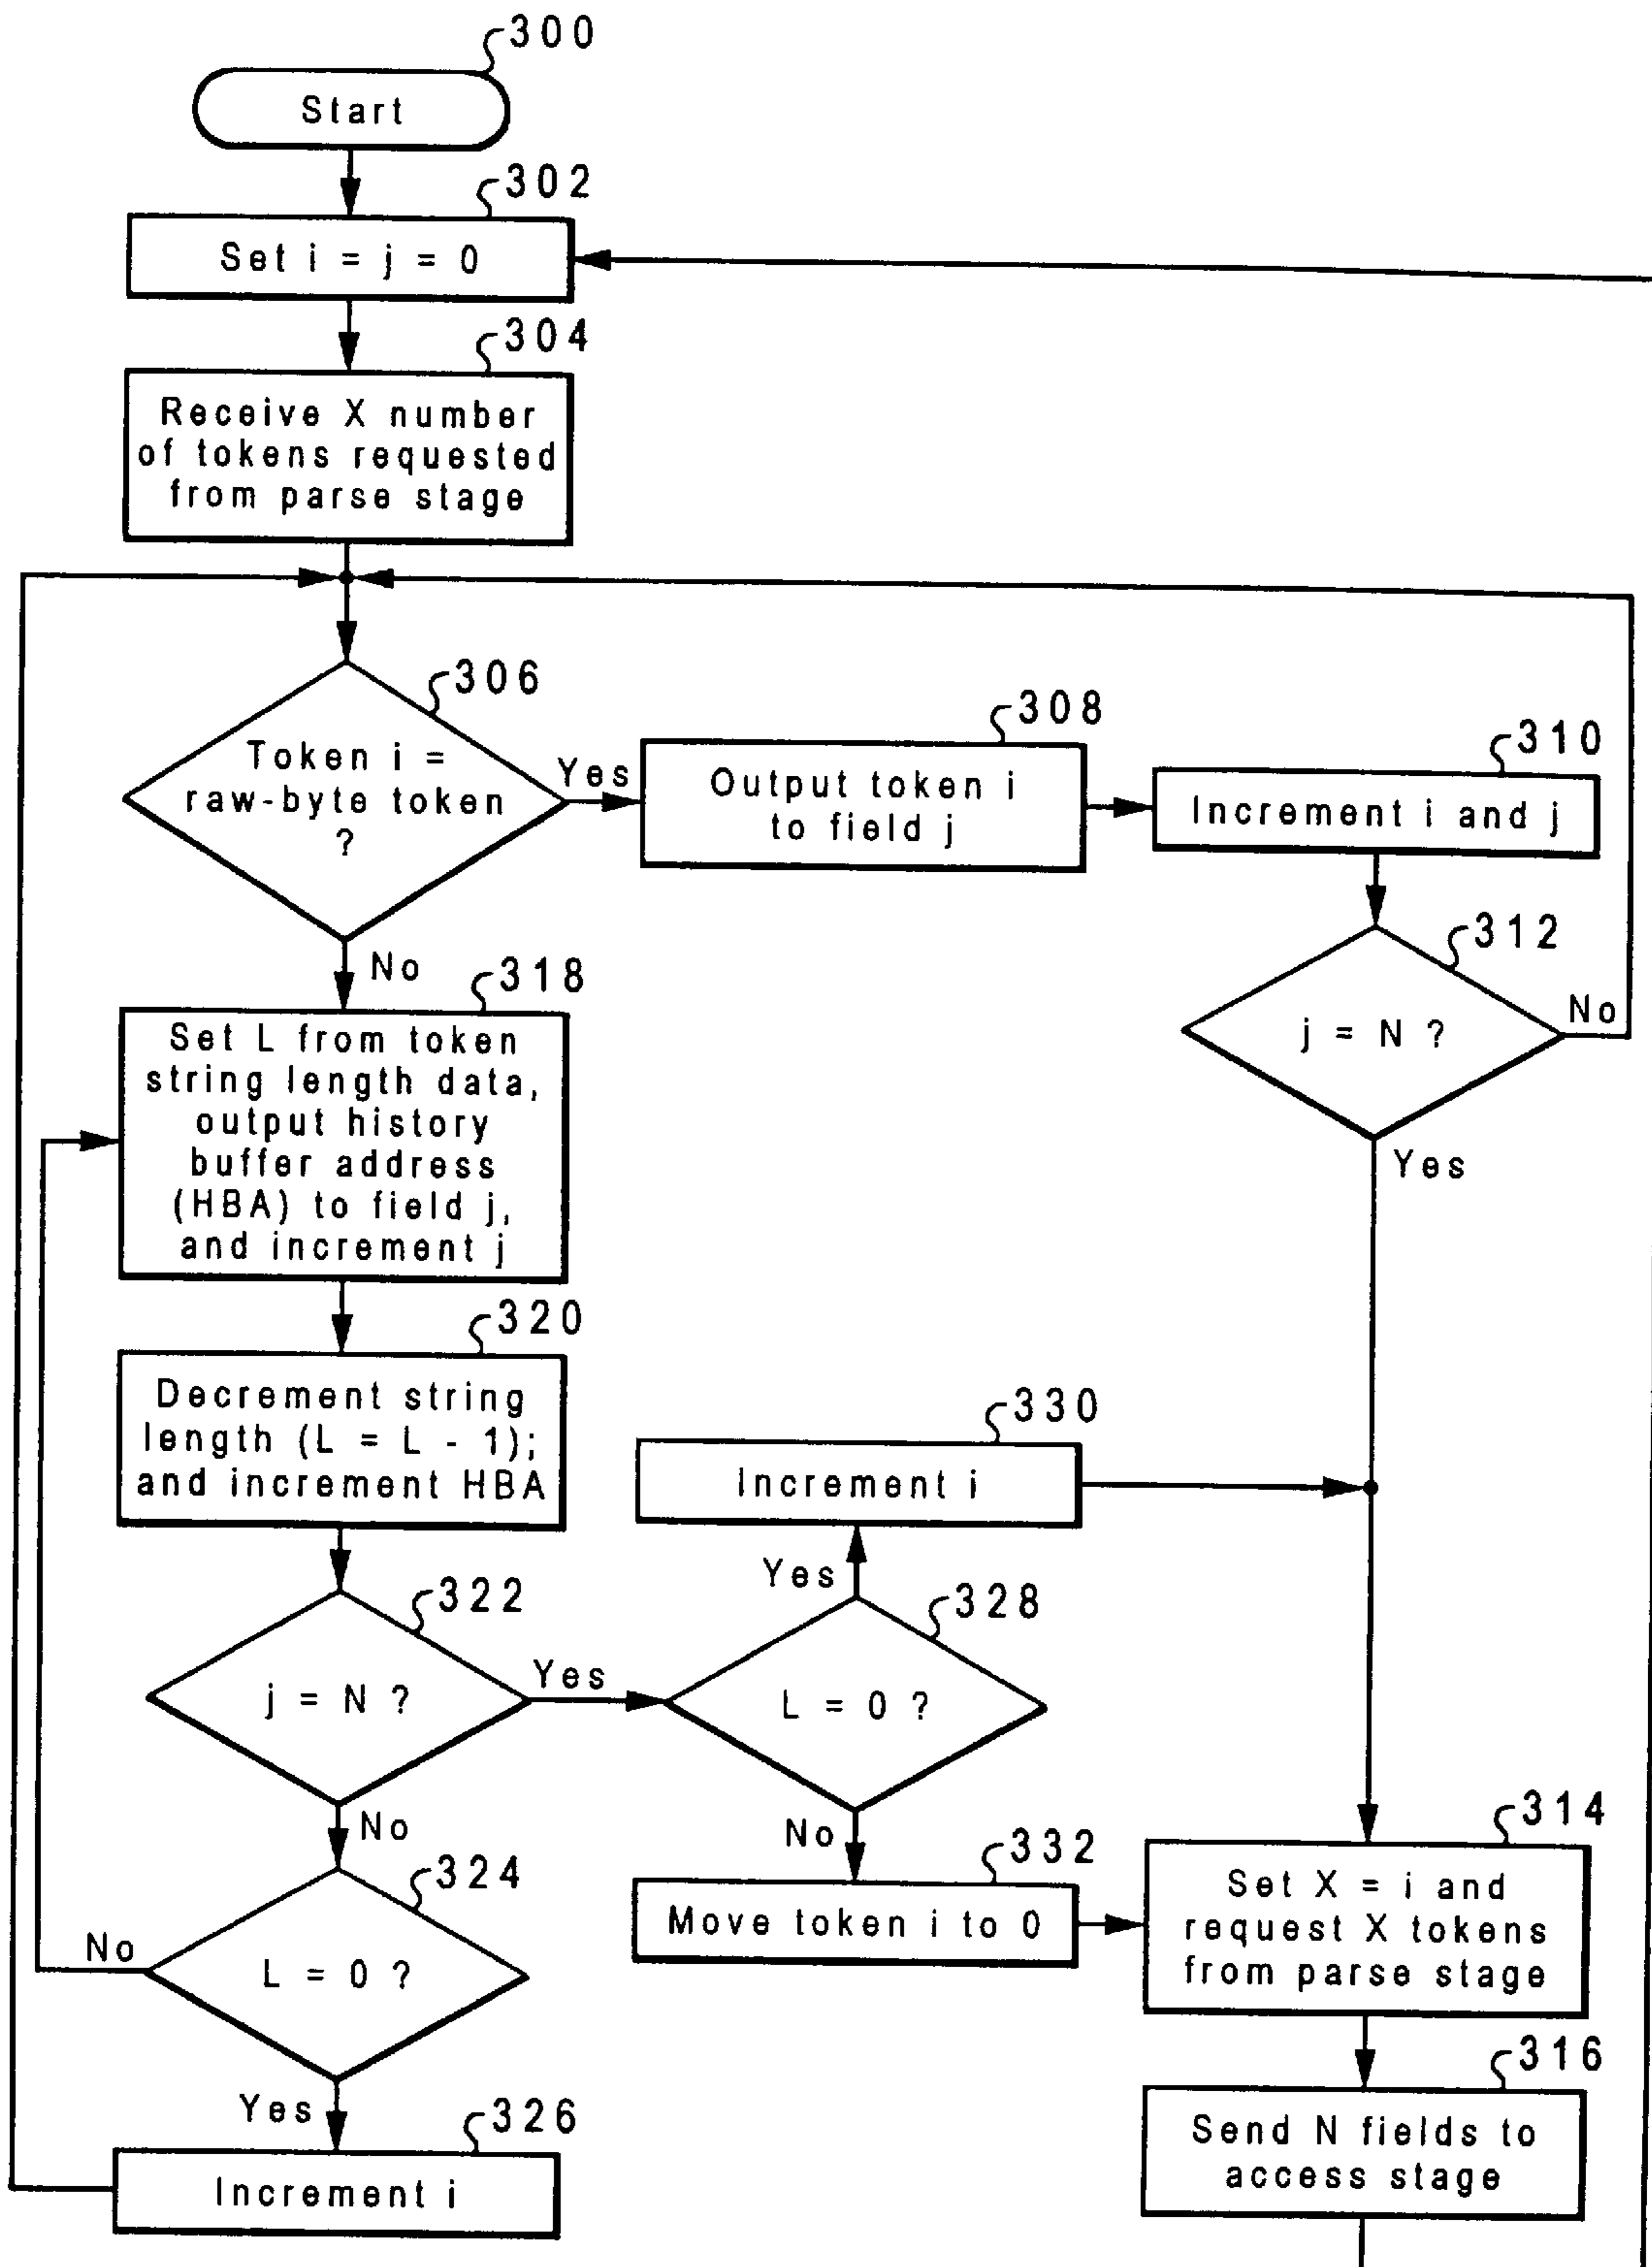 300
Start
302
Set i = j = 0
304
Receive X number
of tokens requested
from parse stage
306
Token i =
raw-byte token
?
Yes
308
Output token i
to field j
310
Increment i and j
312
j = N ?
No
Yes
No
318
Set L from token
string length data,
output history
buffer address
(HBA) to field j,
and increment j
320
Decrement string
length (L = L - 1);
and increment HBA
322
j = N ?
Yes
No
330
Increment i
Yes
328
L = 0 ?
No
332
Move token i to 0
324
L = 0 ?
No
Yes
326
Increment i
314
Set X = i and
request X tokens
from parse stage
316
Send N fields to
access stage